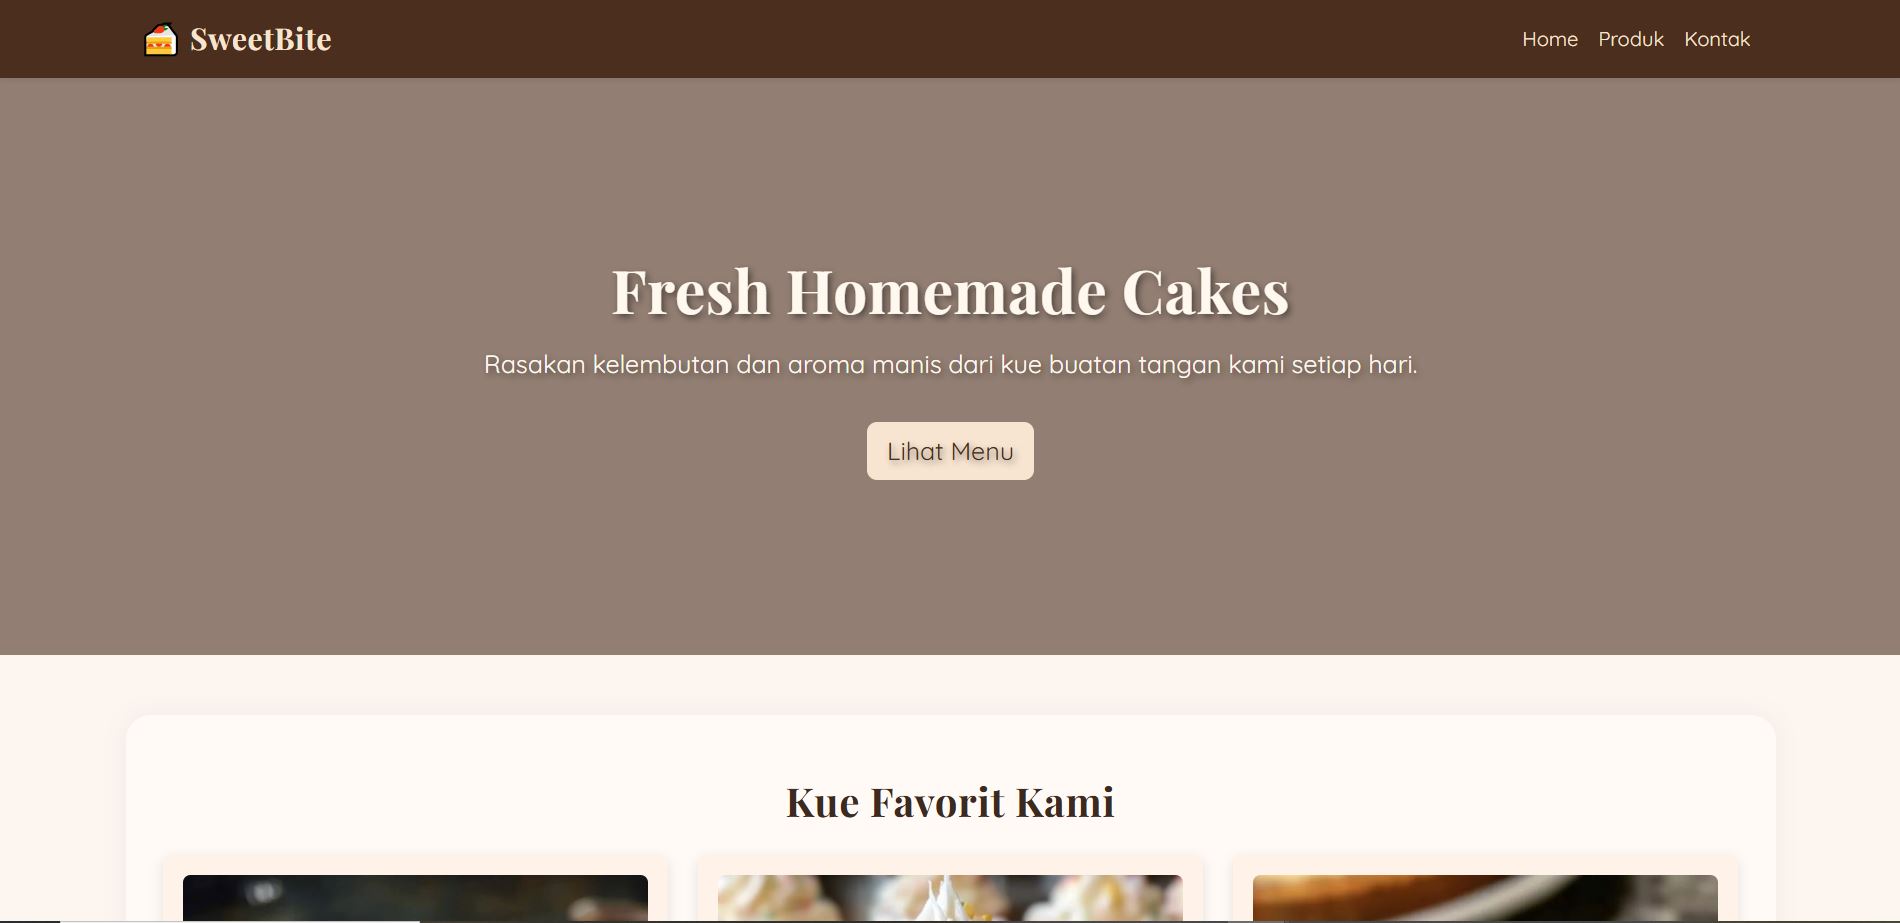 SweetBite
Home Produk Kontak
Fresh Homemade Cakes
Rasakan kelembutan dan aroma manis dari kue buatan tangan kami setiap hari.
Lihat Menu
Kue Favorit Kami